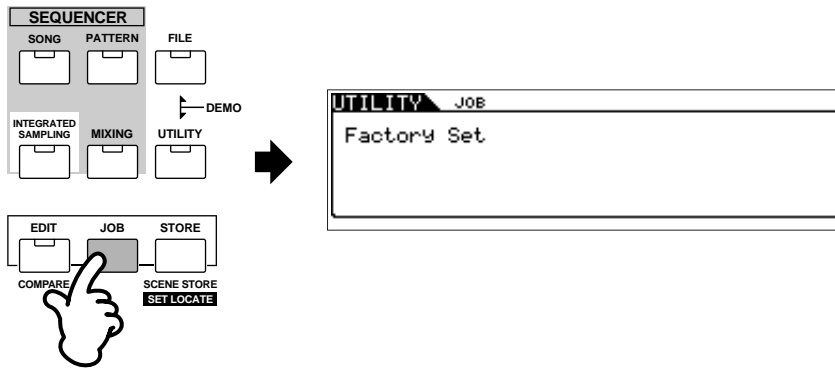 SEQUENCER
SONG PATTERN FILE
DEMO
INTEGRATED
SAMPLING MIXING UTILITY
EDIT JOB STORE
COMPARE SCENE STORE
SET LOCATE
UTILITY JOB
Factory Set